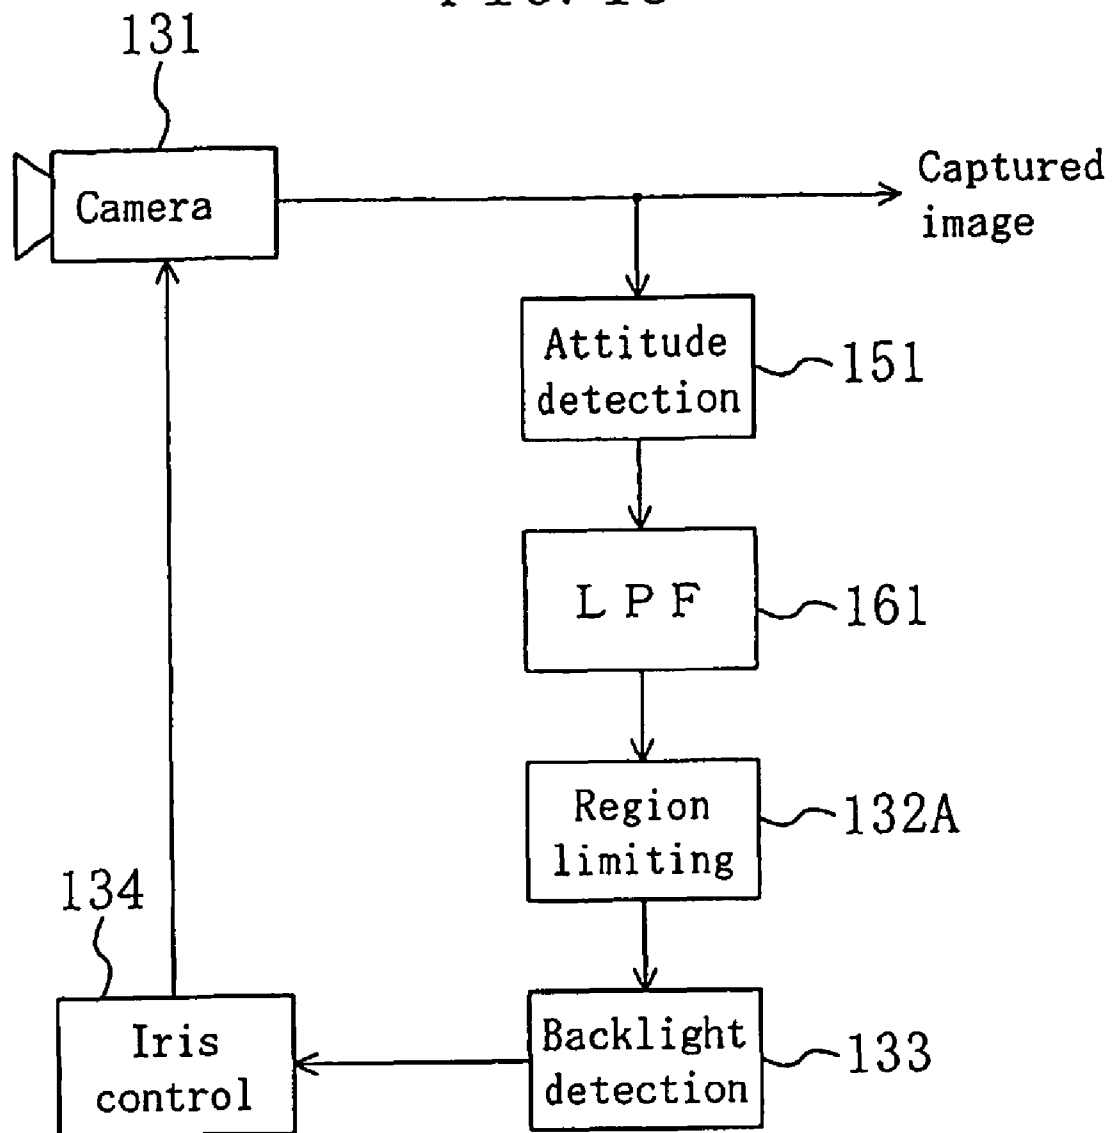 131
Camera
Captured
image
Attitude
detection
151
LPF
161
Region
limiting
132A
134
Iris
control
Backlight
detection
133